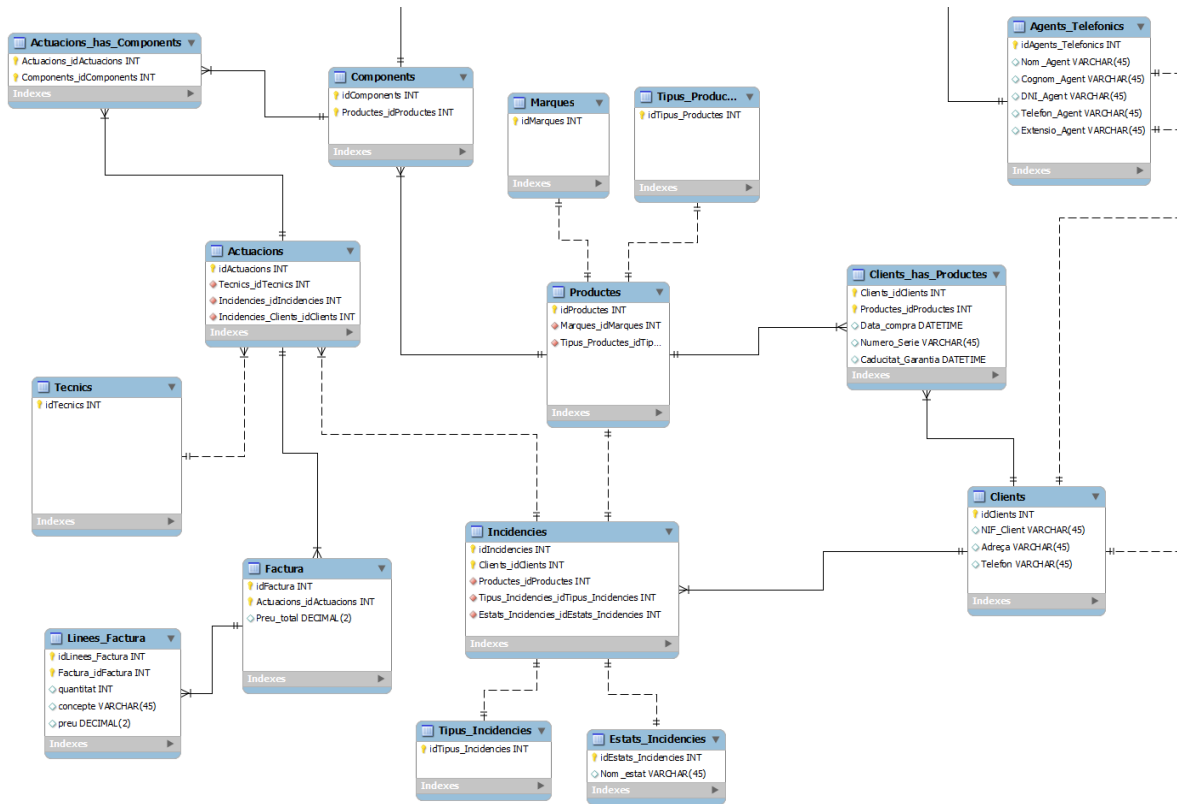 Actuacions_has_Components
Actuacions_idActuacions INT
Components_idComponents INT
Indexes
Components
idComponents INT
Productes_idProductes INT
Indexes
Marques
idMarques INT
Indexes
Tipus_Produc...
idTipus_Productes INT
Indexes
Agents_Telefonics
idAgents_Telefonics INT
Nom_Agent VARCHAR(45)
Cognom_Agent VARCHAR(45)
DNI_Agent VARCHAR(45)
Telefon_Agent VARCHAR(45)
Extensio_Agent VARCHAR(45)
Indexes
Actuacions
idActuacions INT
Tecnics_idTecnics INT
Incidencies_idIncidencies INT
Incidencies_Clients_idClients INT
Indexes
Productes
idProductes INT
Marques_idMarques INT
Tipus_Productes_idTip...
Indexes
Clients_has_Productes
Clients_idClients INT
Productes_idProductes INT
Data_compra DATETIME
Numero_Serie VARCHAR(45)
Caducitat_Garantia DATETIME
Indexes
Tecnics
idTecnics INT
Indexes
Clients
idClients INT
NIF_Client VARCHAR(45)
Adreça VARCHAR(45)
Telefon VARCHAR(45)
Indexes
Incidencies
idIncidencies INT
Clients_idClients INT
Productes_idProductes INT
Tipus_Incidencies_idTipus_Incidencies INT
Estats_Incidencies_idEstats_Incidencies INT
Indexes
Factura
idFactura INT
Actuacions_idActuacions INT
Preu_total DECIMAL(2)
Indexes
Linees_Factura
idLinees_Factura INT
Factura_idFactura INT
quantitat INT
concepte VARCHAR(45)
preu DECIMAL(2)
Indexes
Tipus_Incidencies
idTipus_Incidencies INT
Indexes
Estats_Incidencies
idEstats_Incidencies INT
Nom_estat VARCHAR(45)
Indexes